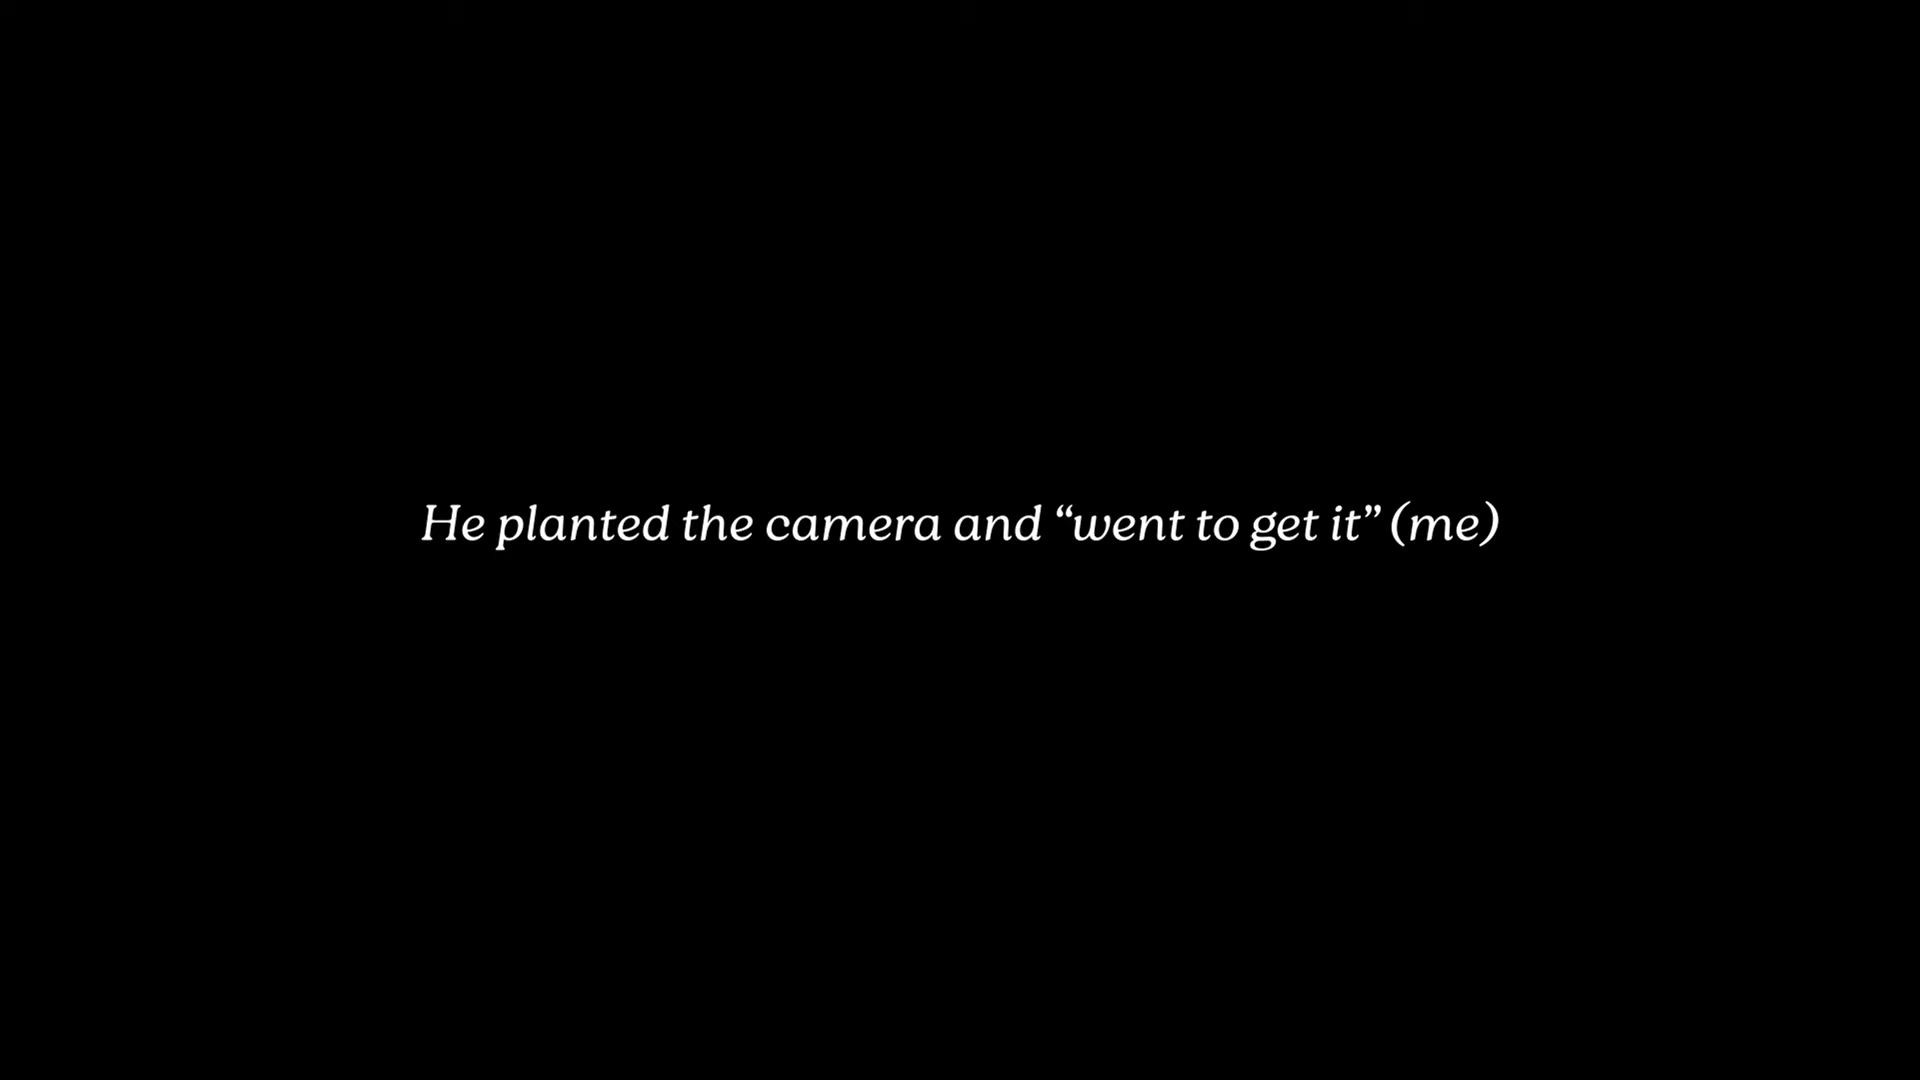 He planted the camera and “went to get it” (me)